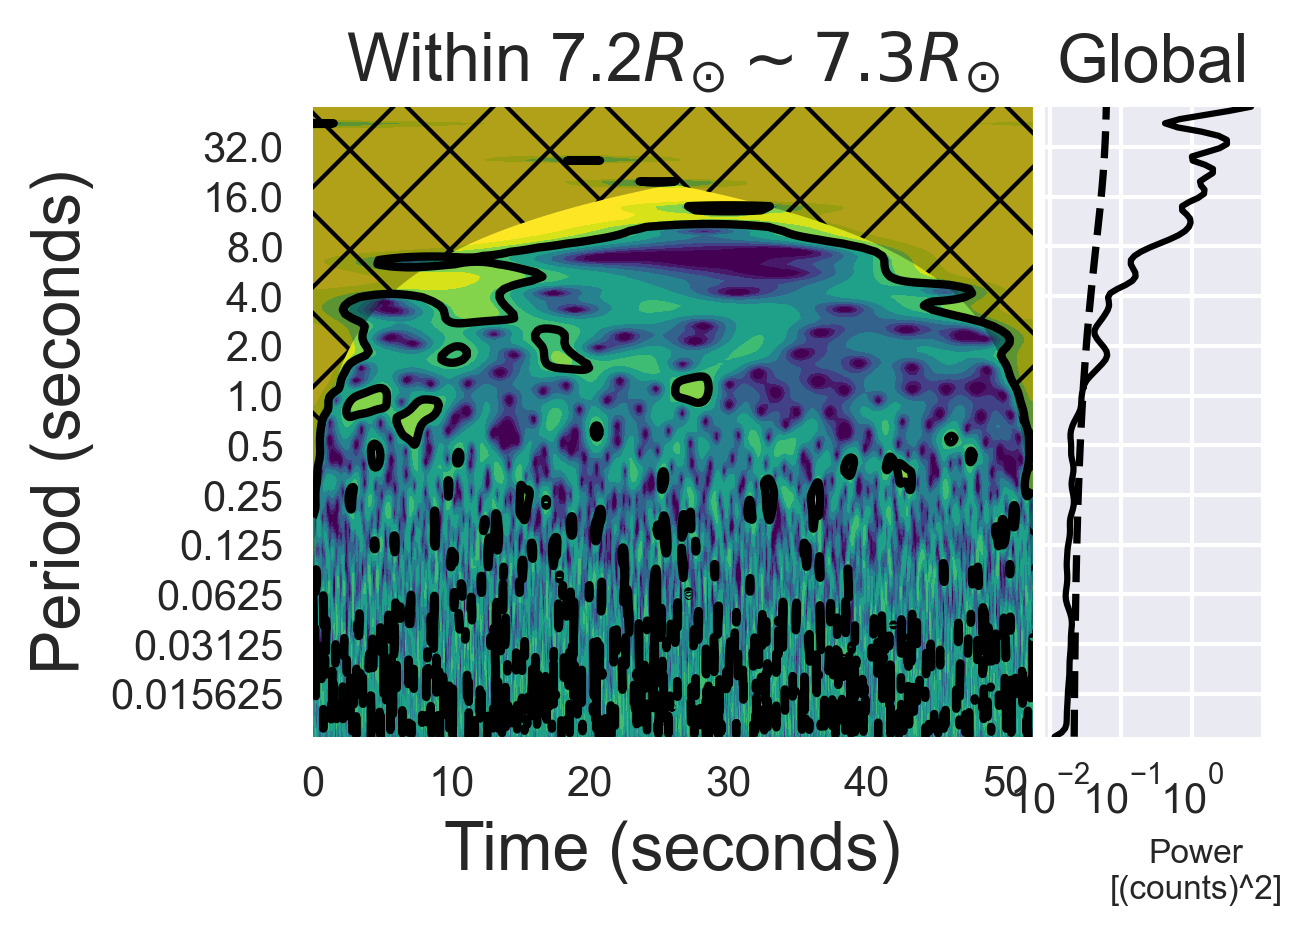 Within 7.2R⊙ ∼ 7.3R⊙
Global
Period (seconds)
32.0
16.0
8.0
4.0
2.0
1.0
0.5
0.25
0.125
0.0625
0.03125
0.015625
0 10 20 30 40 50
10⁻² 10⁻¹ 10⁰
Time (seconds)
Power
[(counts)^2]